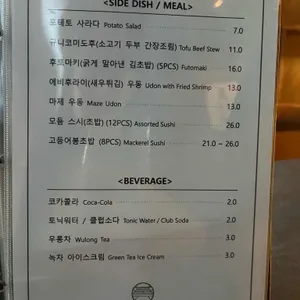 <SIDE DISH / MEAL>
포테토 사라다 Potato Salad 7.0
규니코미도후(소고기 두부 간장조림) Tofu Beef Stew 11.0
후토마키(굵게 말아낸 김초밥) (5PCS) Futomaki 16.0
에비후라이(새우튀김) 우동 Udon with Fried Shrimp 13.0
마제 우동 Maze Udon 13.0
모듬 스시(초밥) (12PCS) Assorted Sushi 26.0
고등어봉초밥 (8PCS) Mackerel Sushi 21.0 ~ 26.0
<BEVERAGE>
코카콜라 Coca-Cola 2.0
토닉워터 / 클럽소다 Tonic Water / Club Soda 2.0
우롱차 Wulong Tea 3.0
녹차 아이스크림 Green Tea Ice Cream 3.0